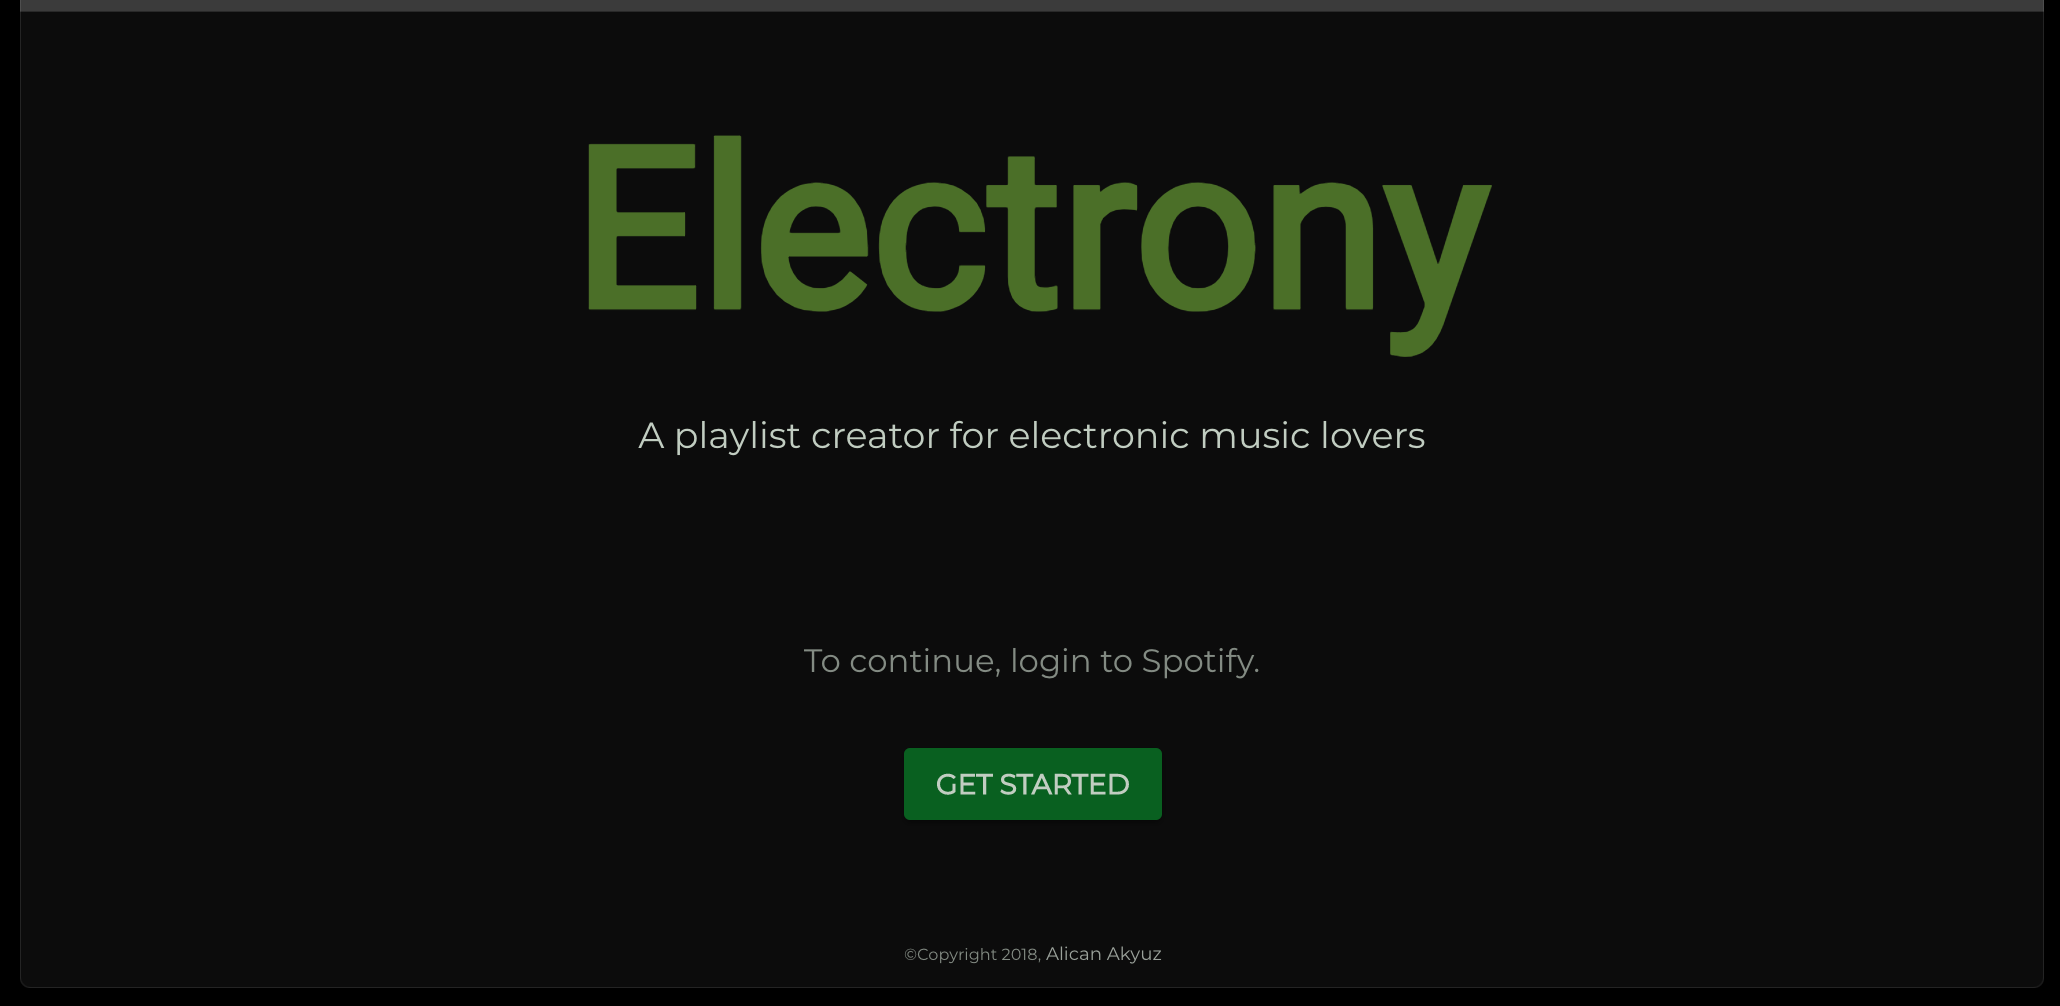 Electrony
A playlist creator for electronic music lovers
To continue, login to Spotify.
GET STARTED
©Copyright 2018, Alican Akyuz